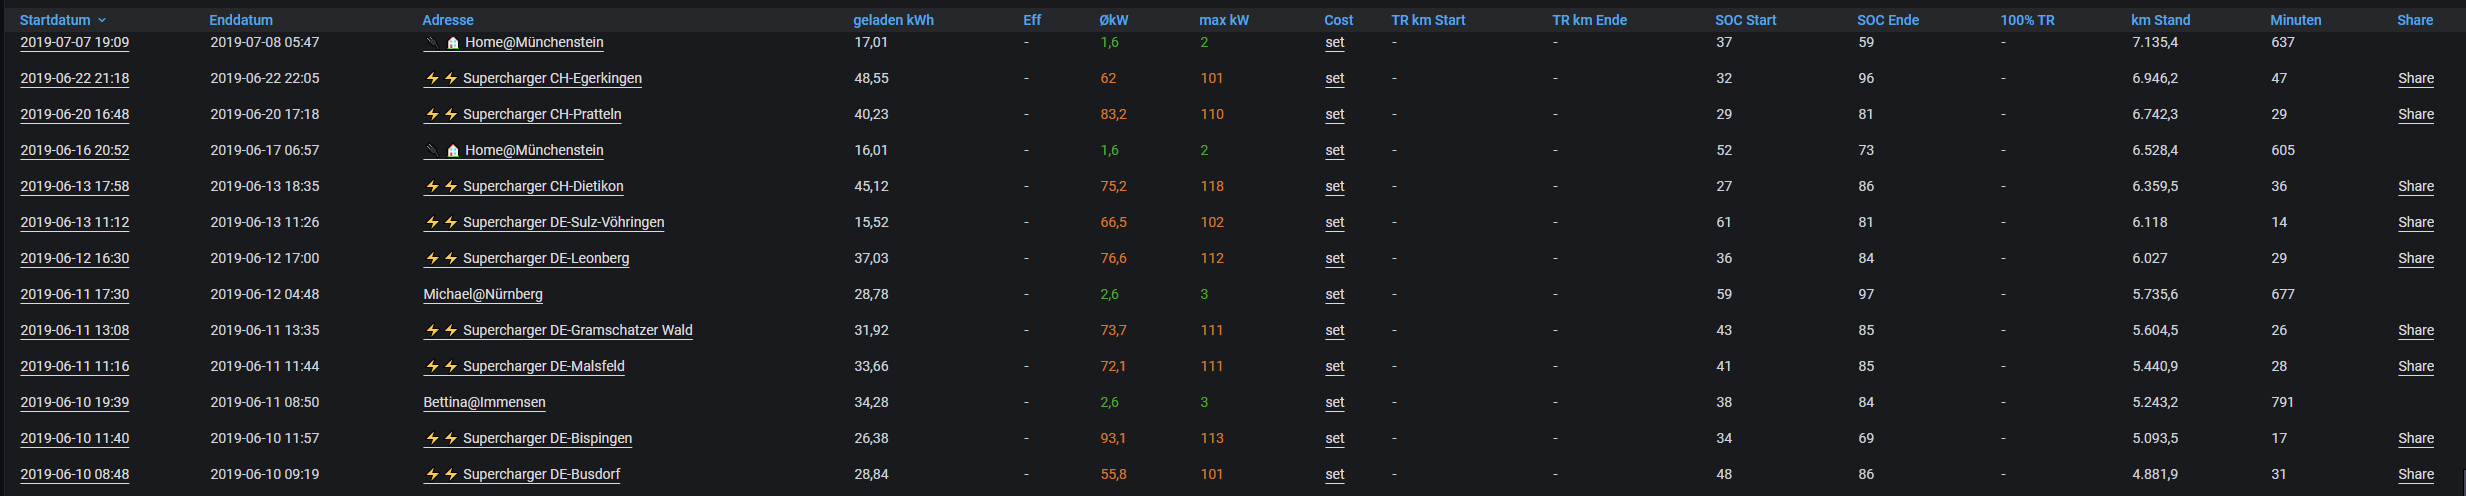 Startdatum Enddatum Adresse geladen kWh Eff ØkW max kW Cost TR km Start TR km Ende SOC Start SOC Ende 100% TR km Stand Minuten Share
2019-07-07 19:09 2019-07-08 05:47 Home@Münchenstein 17,01 - 1,6 2 set - - 37 59 - 7.135,4 637
2019-06-22 21:18 2019-06-22 22:05 Supercharger CH-Egerkingen 48,55 - 62 101 set - - 32 96 - 6.946,2 47 Share
2019-06-20 16:48 2019-06-20 17:18 Supercharger CH-Pratteln 40,23 - 83,2 110 set - - 29 81 - 6.742,3 29 Share
2019-06-16 20:52 2019-06-17 06:57 Home@Münchenstein 16,01 - 1,6 2 set - - 52 73 - 6.528,4 605
2019-06-13 17:58 2019-06-13 18:35 Supercharger CH-Dietikon 45,12 - 75,2 118 set - - 27 86 - 6.359,5 36 Share
2019-06-13 11:12 2019-06-13 11:26 Supercharger DE-Sulz-Vöhringen 15,52 - 66,5 102 set - - 61 81 - 6.118 14 Share
2019-06-12 16:30 2019-06-12 17:00 Supercharger DE-Leonberg 37,03 - 76,6 112 set - - 36 84 - 6.027 29 Share
2019-06-11 17:30 2019-06-12 04:48 Michael@Nürnberg 28,78 - 2,6 3 set - - 59 97 - 5.735,6 677
2019-06-11 13:08 2019-06-11 13:35 Supercharger DE-Gramschatzer Wald 31,92 - 73,7 111 set - - 43 85 - 5.604,5 26 Share
2019-06-11 11:16 2019-06-11 11:44 Supercharger DE-Malsfeld 33,66 - 72,1 111 set - - 41 85 - 5.440,9 28 Share
2019-06-10 19:39 2019-06-11 08:50 Bettina@Immensen 34,28 - 2,6 3 set - - 38 84 - 5.243,2 791
2019-06-10 11:40 2019-06-10 11:57 Supercharger DE-Bispingen 26,38 - 93,1 113 set - - 34 69 - 5.093,5 17 Share
2019-06-10 08:48 2019-06-10 09:19 Supercharger DE-Busdorf 28,84 - 55,8 101 set - - 48 86 - 4.881,9 31 Share